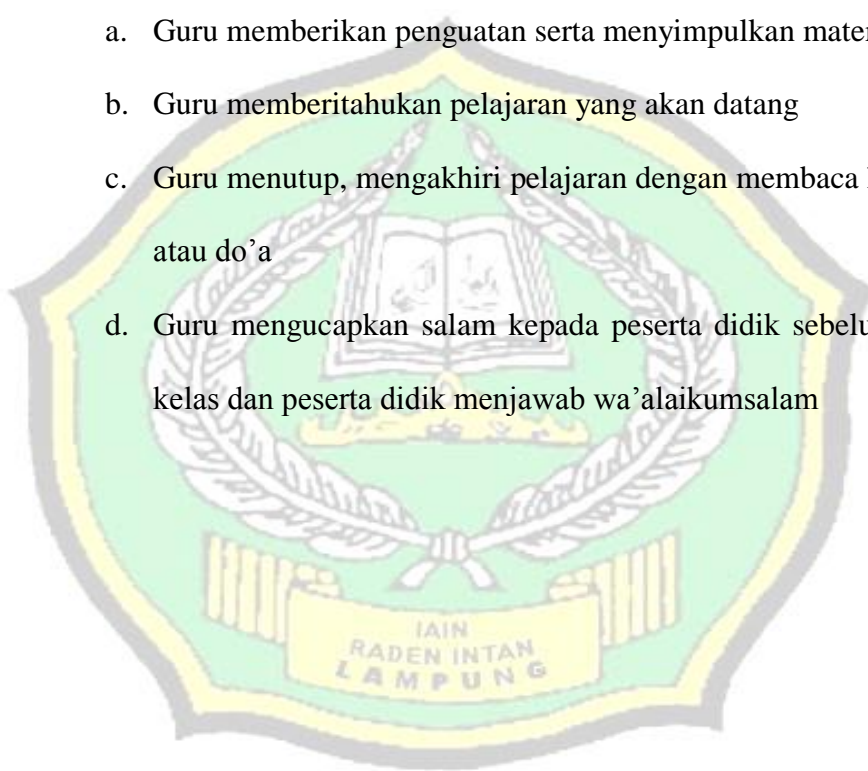 a. Guru memberikan penguatan serta menyimpulkan
b. Guru memberitahukan pelajaran yang akan datang
c. Guru menutup, mengakhiri pelajaran dengan membaca
atau do’a
d. Guru mengucapkan salam kepada peserta didik
kelas dan peserta didik menjawab wa’alaikumsalam
IAIN
RADEN INTAN
LAMPUNG